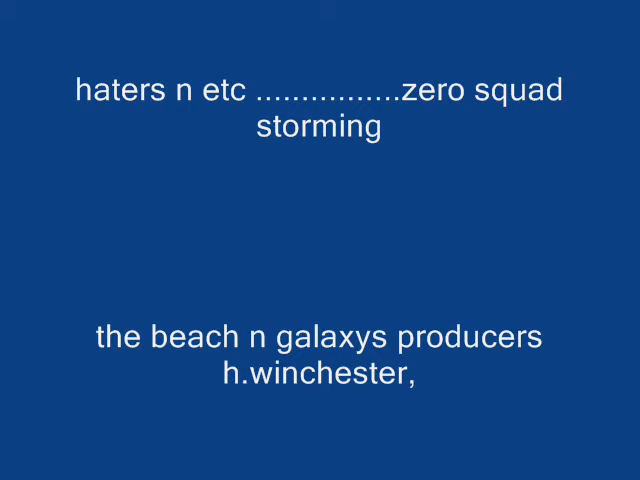 haters n etc ................zero squad
storming
the beach n galaxys producers
h.winchester,